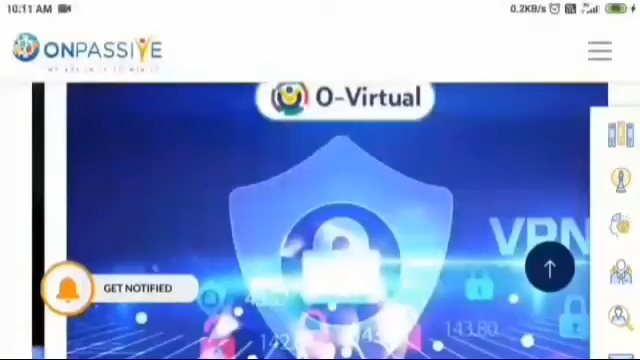 10:11 AM
0.2KB/s
ONPASSIVE
O-Virtual
VPN
GET NOTIFIED
143.80